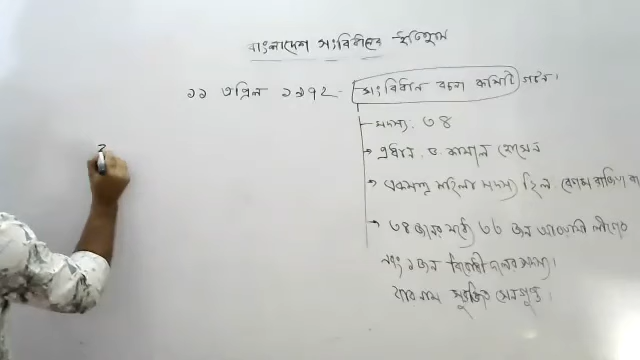 বাংলাদেশ সংবিধানের ইতিহাস
১১ এপ্রিল ১৯৭২ - সংবিধান রচনা কমিটি গঠন।
সদস্য: ৩৪
প্রধান: ড. কামাল হোসেন
একমাত্র মহিলা সদস্য ছিল বেগম রাজিয়া বা
৩৪ জনের মধ্যে ৩৩ জন আওয়ামী লীগের
এবং ১ জন বিরোধী দলের সদস্য।
যার নাম সুরঞ্জিত সেনগুপ্ত।